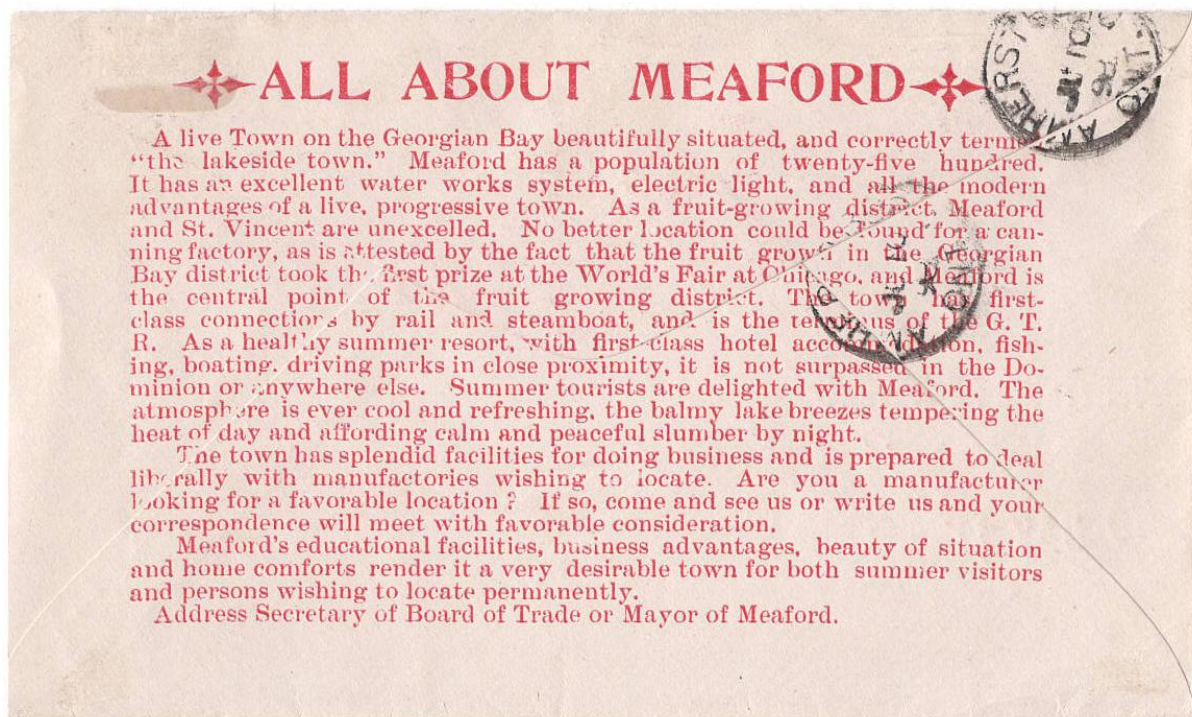 ALL ABOUT MEAFORD
A live Town on the Georgian Bay beautifully situated, and correctly termed
"the lakeside town." Meaford has a population of twenty-five hundred.
It has an excellent water works system, electric light, and all the modern
advantages of a live, progressive town. As a fruit-growing district, Meaford
and St. Vincent are unexcelled. No better location could be found for a can-
ning factory, as is attested by the fact that the fruit grown in the Georgian
Bay district took the first prize at the World's Fair at Chicago, and Meaford is
the central point of the fruit growing district. The town has first-
class connections by rail and steamboat, and is the terminus of the G. T.
R. As a healthy summer resort, with first-class hotel accommodation, fish-
ing, boating, driving parks in close proximity, it is not surpassed in the Do-
minion or anywhere else. Summer tourists are delighted with Meaford. The
atmosphere is ever cool and refreshing, the balmy lake breezes tempering the
heat of day and affording calm and peaceful slumber by night.
The town has splendid facilities for doing business and is prepared to deal
liberally with manufactories wishing to locate. Are you a manufacturer
looking for a favorable location ? If so, come and see us or write us and your
correspondence will meet with favorable consideration.
Meaford's educational facilities, business advantages, beauty of situation
and home comforts render it a very desirable town for both summer visitors
and persons wishing to locate permanently.
Address Secretary of Board of Trade or Mayor of Meaford.
ONT.